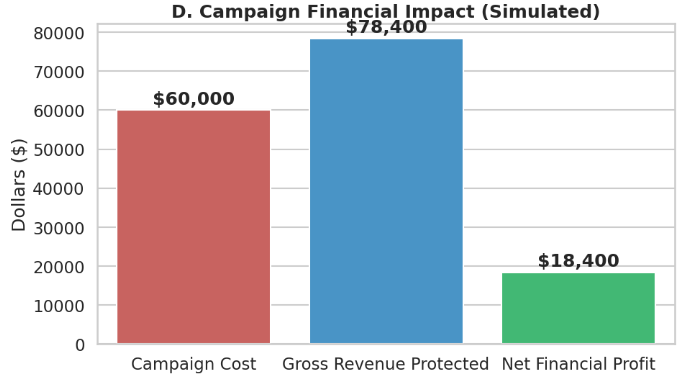 D. Campaign Financial Impact (Simulated)
$78,400
$60,000
$18,400
Dollars ($)
80000
70000
60000
50000
40000
30000
20000
10000
0
Campaign Cost
Gross Revenue Protected
Net Financial Profit